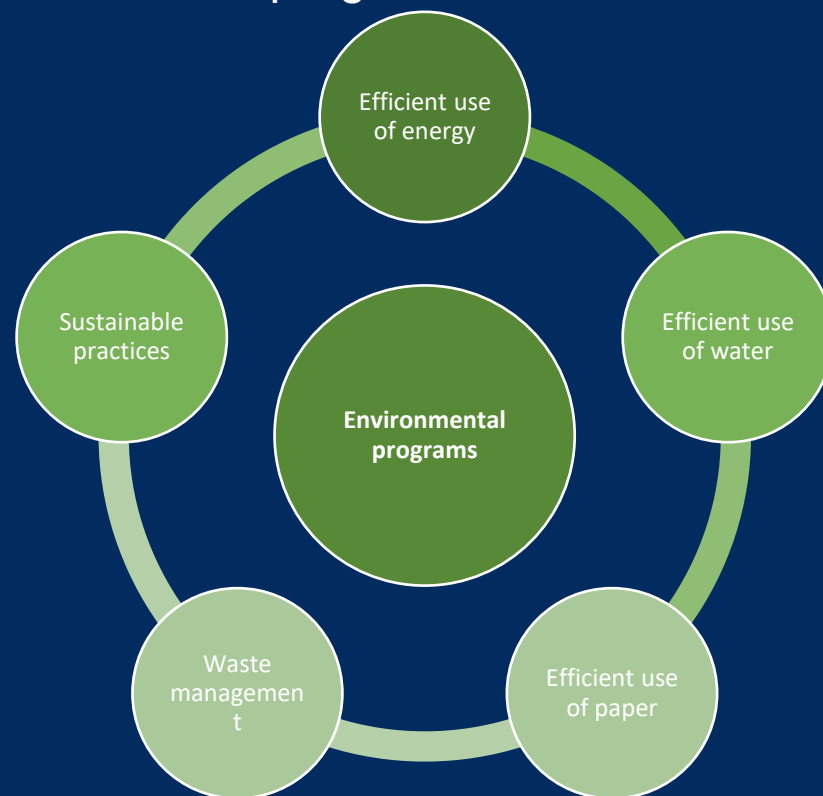 Efficient use
of energy
Efficient use
of water
Efficient use
of paper
Waste
managemen
t
Sustainable
practices
Environmental
programs